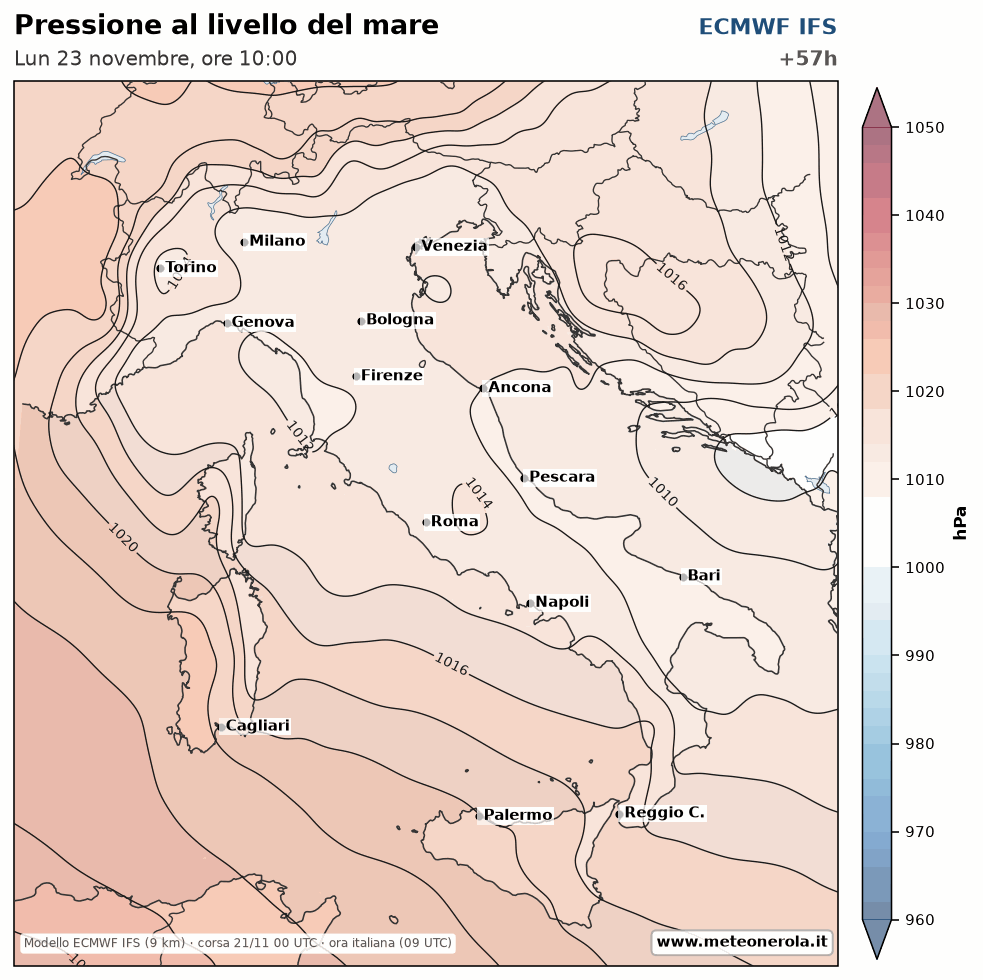 Pressione al livello del mare
ECMWF IFS
Lun 23 novembre, ore 10:00
+57h
1050
1040
1030
1020
1010
1000
990
980
970
960
hPa
Milano
Venezia
Torino
1016
Genova
Bologna
Firenze
Ancona
Pescara
1014
1010
Roma
1020
Bari
Napoli
1016
Cagliari
Palermo
Reggio C.
Modello ECMWF IFS (9 km) · corsa 21/11 00 UTC · ora italiana (09 UTC)
www.meteonerola.it